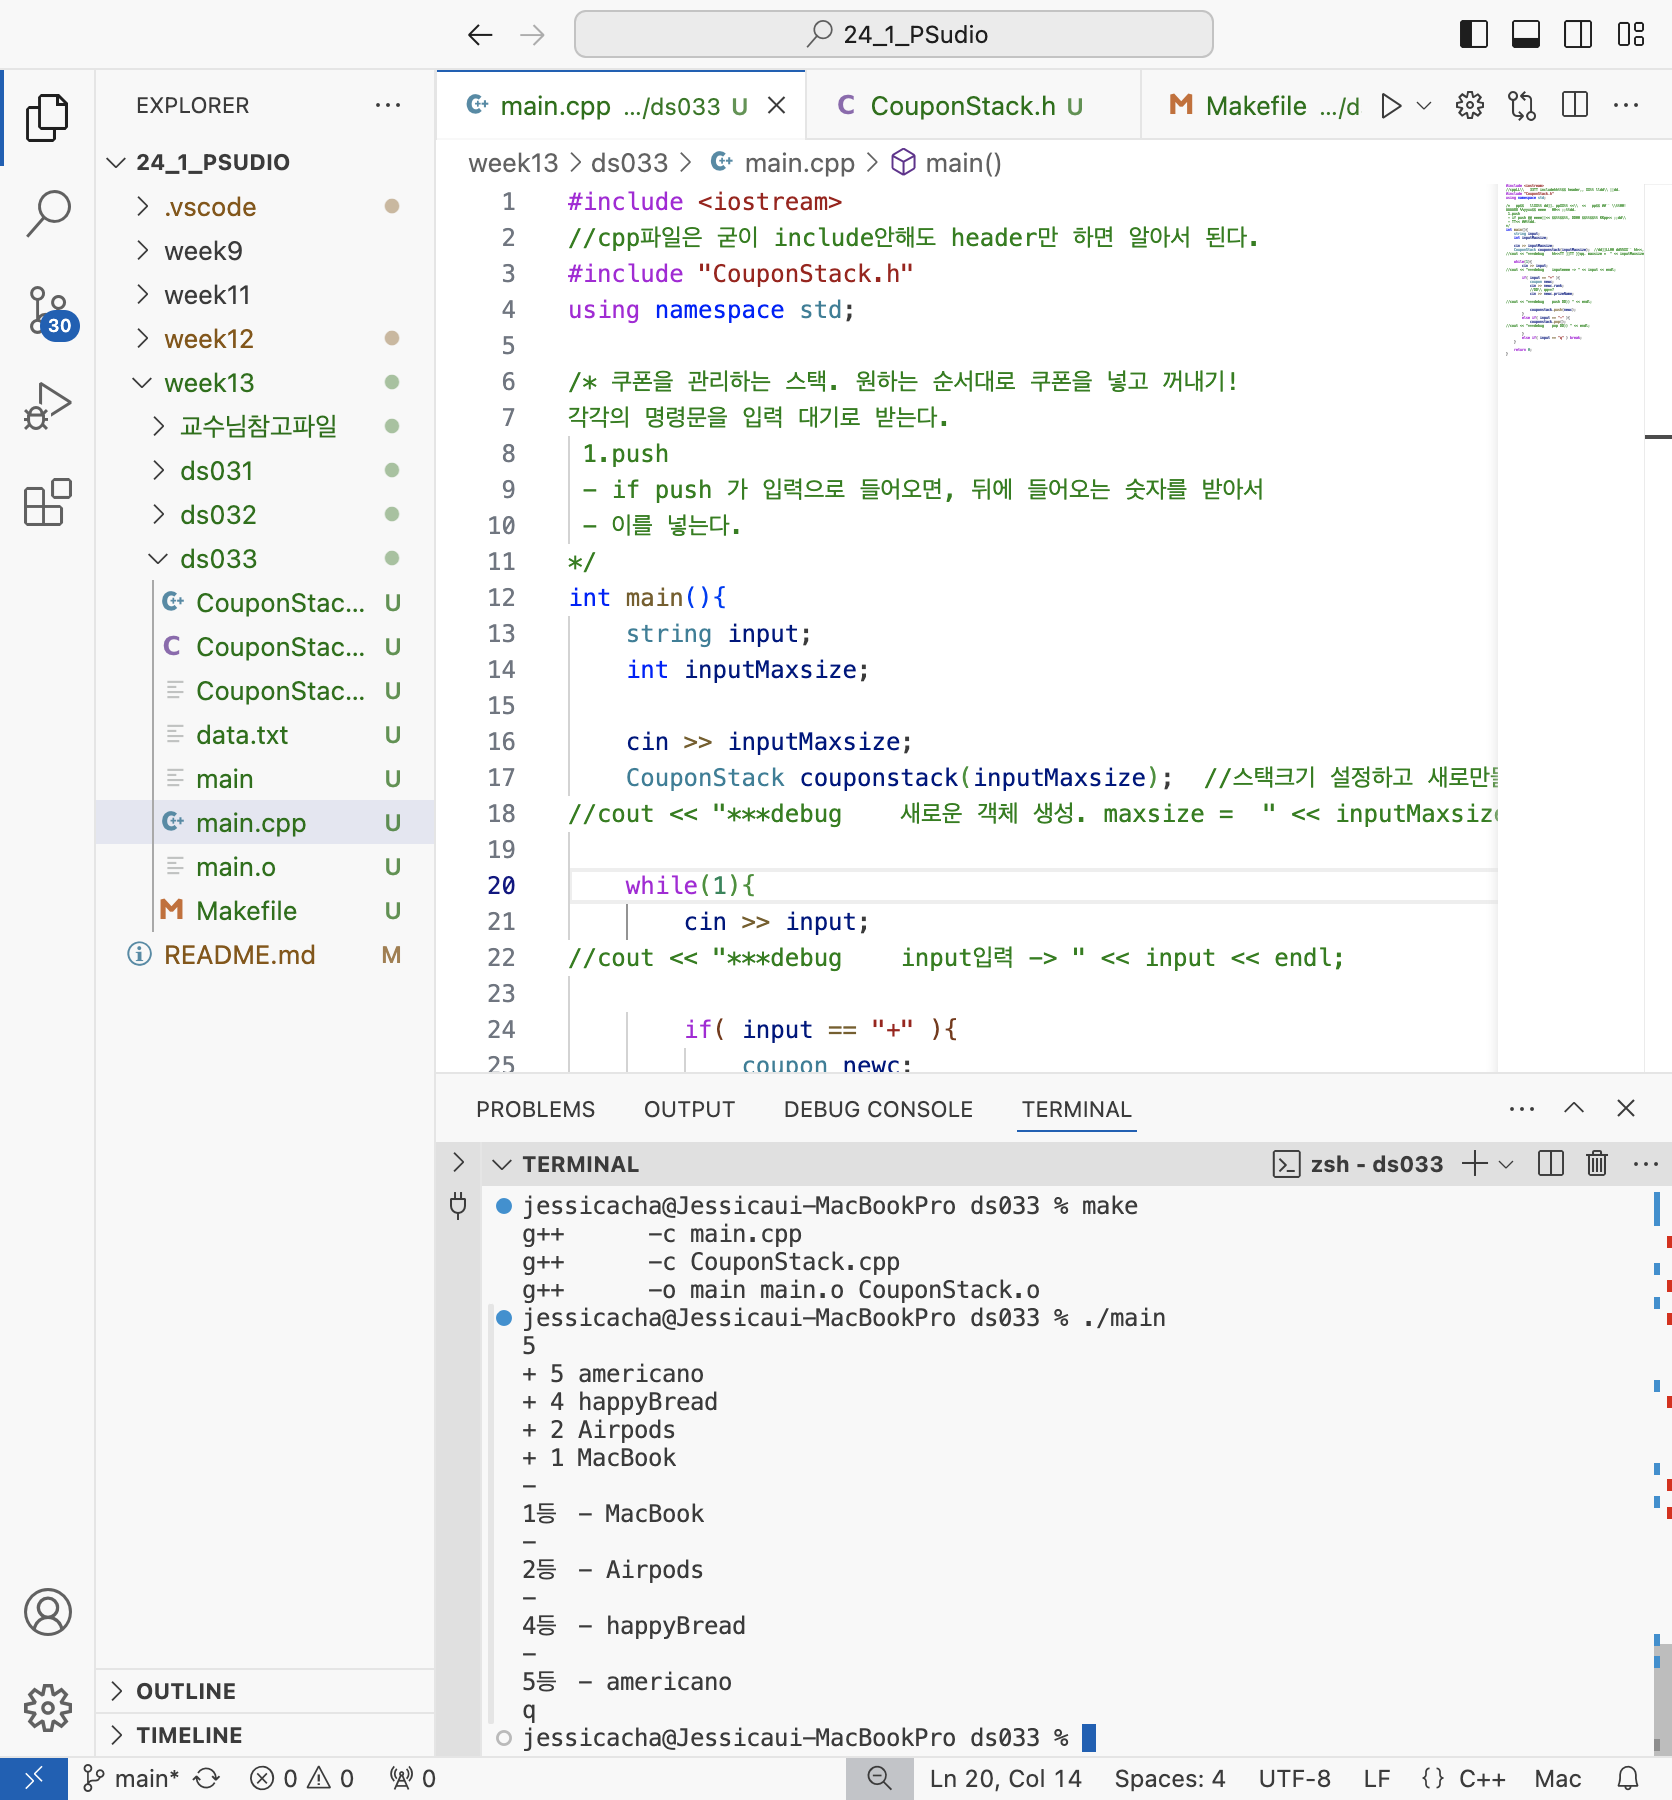 24_1_PSudio
EXPLORER
24_1_PSUDIO
.vscode
week9
week11
30
week12
week13
교수님참고파일
ds031
ds032
ds033
CouponStac... U
CouponStac... U
CouponStac... U
data.txt U
main U
main.cpp U
main.o U
Makefile U
README.md M
OUTLINE
TIMELINE
main.cpp .../ds033 U
CouponStack.h U
Makefile .../d
week13 > ds033 > main.cpp > main()
1 #include <iostream>
2 //cpp파일은 굳이 include안해도 header만 하면 알아서 된다.
3 #include "CouponStack.h"
4 using namespace std;
5
6 /* 쿠폰을 관리하는 스택. 원하는 순서대로 쿠폰을 넣고 꺼내기!
7 각각의 명령문을 입력 대기로 받는다.
8 1.push
9 - if push 가 입력으로 들어오면, 뒤에 들어오는 숫자를 받아서
10 - 이를 넣는다.
11 */
12 int main(){
13 string input;
14 int inputMaxsize;
15
16 cin >> inputMaxsize;
17 CouponStack couponstack(inputMaxsize); //스택크기 설정하고 새로만들
18 //cout << "***debug 새로운 객체 생성. maxsize = " << inputMaxsize
19
20 while(1){
21 cin >> input;
22 //cout << "***debug input입력 -> " << input << endl;
23
24 if( input == "+" ){
25 coupon newc;
PROBLEMS OUTPUT DEBUG CONSOLE TERMINAL
TERMINAL zsh - ds033
jessicacha@Jessicaui-MacBookPro ds033 % make
g++ -c main.cpp
g++ -c CouponStack.cpp
g++ -o main main.o CouponStack.o
jessicacha@Jessicaui-MacBookPro ds033 % ./main
5
+ 5 americano
+ 4 happyBread
+ 2 Airpods
+ 1 MacBook
-
1등 - MacBook
-
2등 - Airpods
-
4등 - happyBread
-
5등 - americano
q
jessicacha@Jessicaui-MacBookPro ds033 %
main* 0 0 0 Ln 20, Col 14 Spaces: 4 UTF-8 LF {} C++ Mac